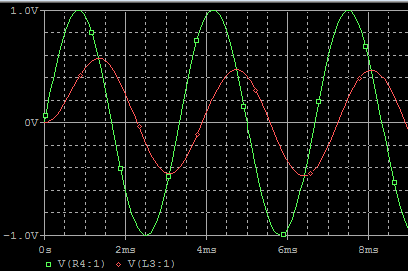 1.0V
0V
-1.0V
0s 2ms 4ms 6ms 8ms
V(R4:1) V(L3:1)